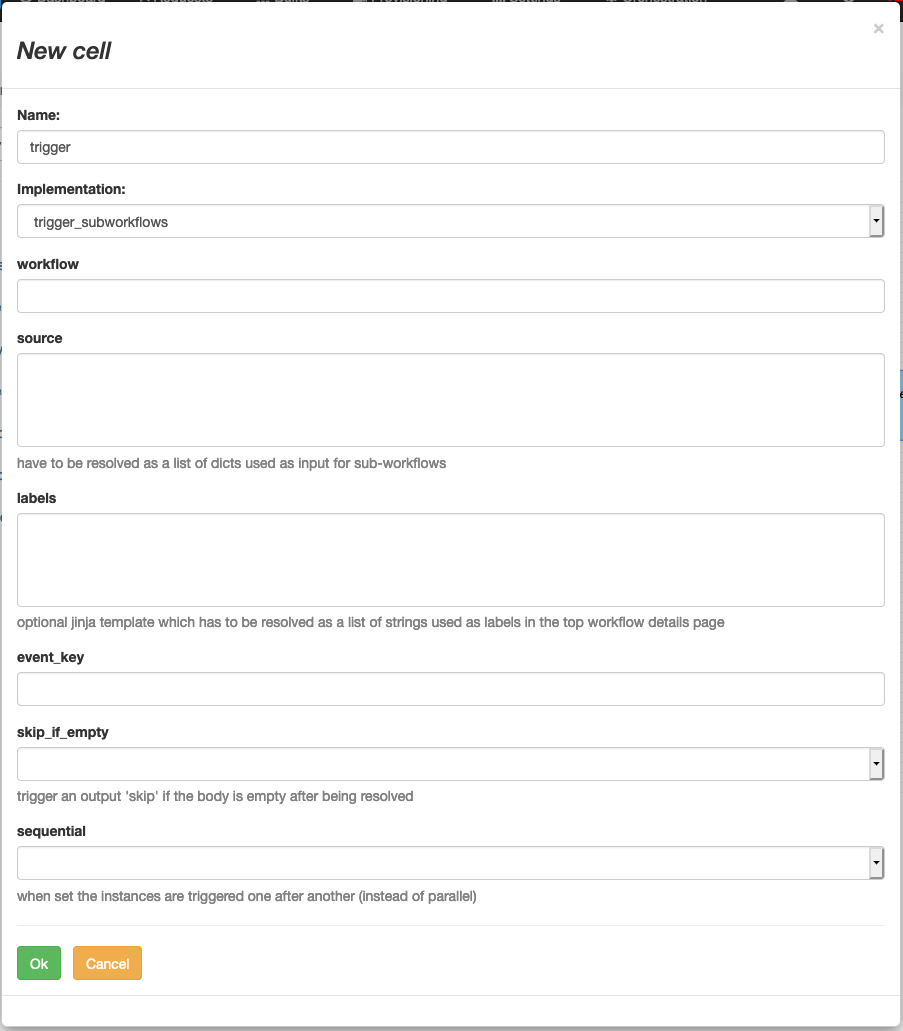 New cell
×
Name:
trigger
Implementation:
trigger_subworkflows
workflow
source
have to be resolved as a list of dicts used as input for sub-workflows
labels
optional jinja template which has to be resolved as a list of strings used as labels in the top workflow details page
event_key
skip_if_empty
trigger an output 'skip' if the body is empty after being resolved
sequential
when set the instances are triggered one after another (instead of parallel)
Ok
Cancel